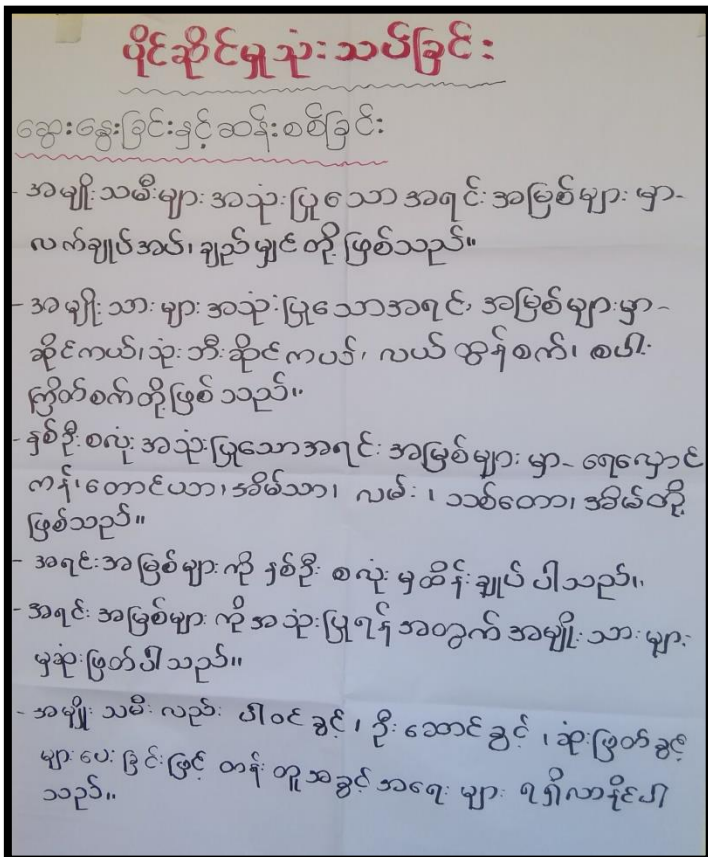 ပိုင်ဆိုင်မှုသုံးသပ်ခြင်း
ဆွေးနွေးခြင်းနှင့်ဆန်းစစ်ခြင်း
- အမျိုးသမီးများ အသုံးပြုသော အရင်းအမြစ်များ မှာ-
လက်ချုပ်အပ်၊ ချည်မျှင်တို့ဖြစ်သည်။
- အမျိုးသားများ အသုံးပြုသောအရင်းအမြစ်များမှာ-
ဆိုင်ကယ်၊ သုံးဘီးဆိုင်ကယ်၊ လယ်ထွန်စက်၊ စပါး
ကြိတ်စက်တို့ဖြစ်သည်။
- နှစ်ဦးစလုံးအသုံးပြုသောအရင်းအမြစ်များမှာ- ရေလှောင်
ကန်၊ တောင်ယာ၊ အိမ်သာ၊ လမ်း၊ သစ်တော၊ အိမ်တို့
ဖြစ်သည်။
- အရင်းအမြစ်များကို နှစ်ဦး စလုံး မှထိန်းချုပ်ပါသည်။
- အရင်းအမြစ်များကိုအသုံးပြုရန်အတွက်အမျိုးသားများ
မှဆုံးဖြတ်ပါသည်။
- အမျိုးသမီးလည်း ပါဝင်ခွင့်၊ ဦးဆောင်ခွင့်၊ ဆုံးဖြတ်ခွင့်
များပေးခြင်းဖြင့် တန်းတူအခွင့်အရေးများ ရရှိလာနိုင်ပါ
သည်။